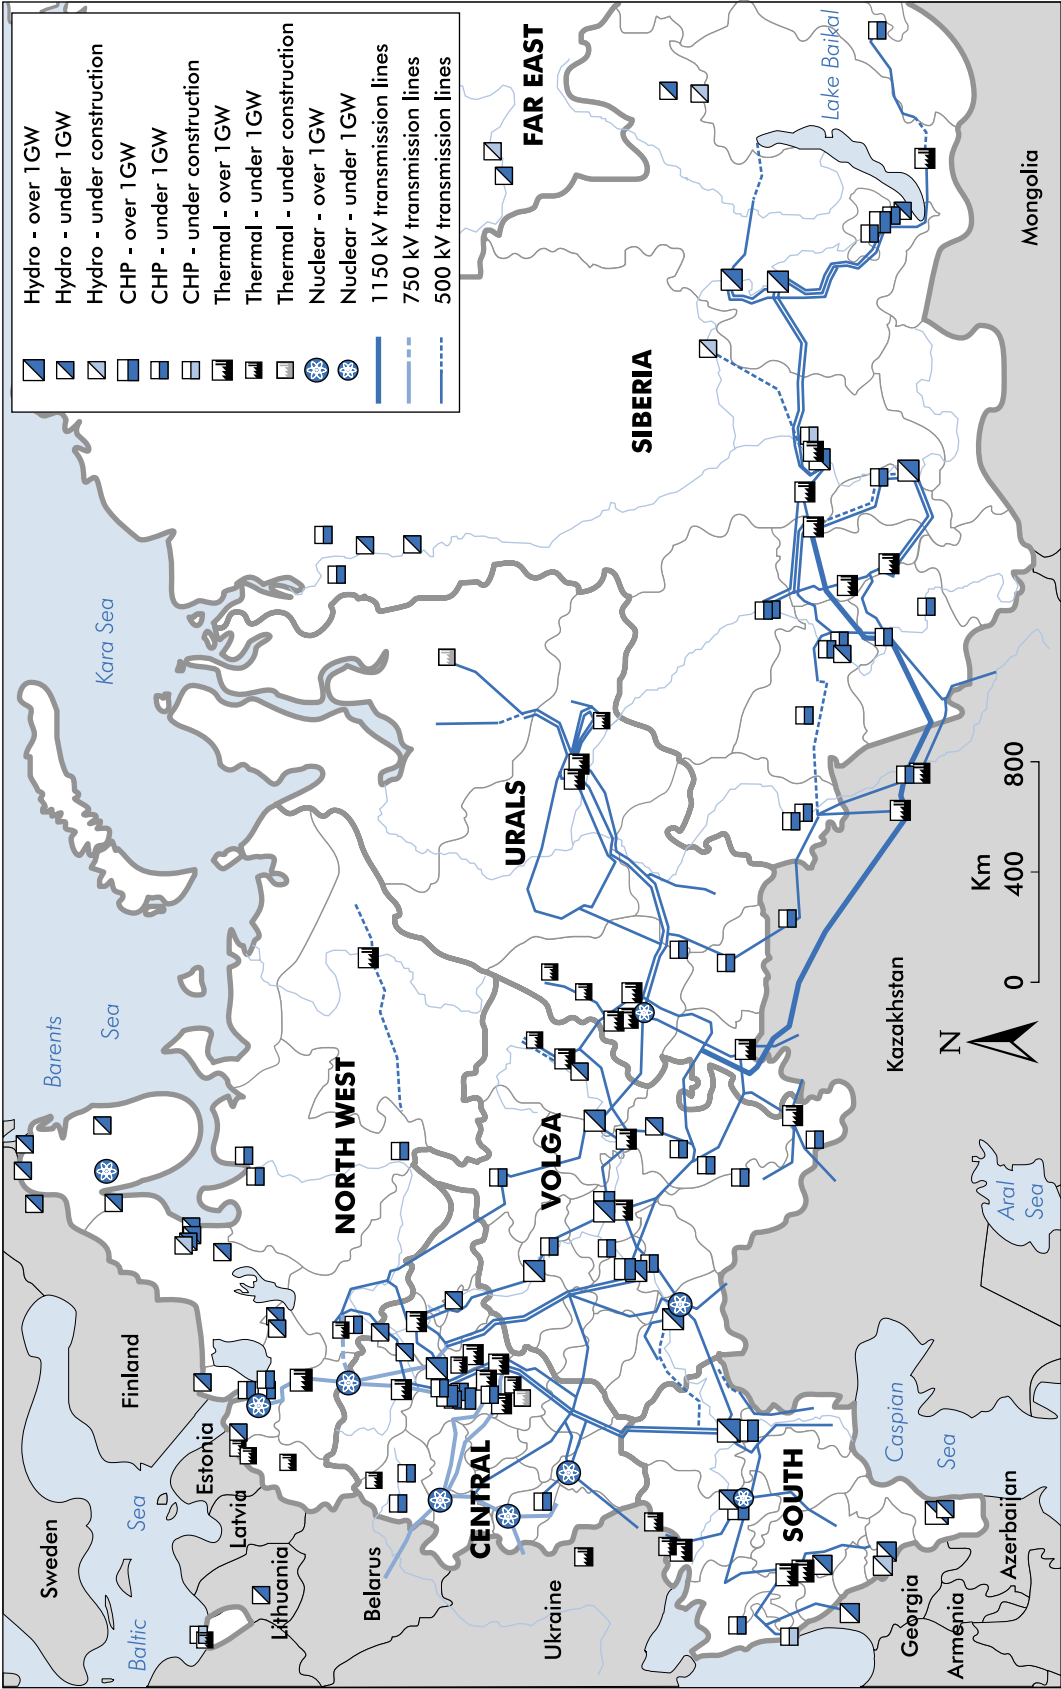 Hydro - over 1GW
Hydro - under 1GW
Hydro - under construction
CHP - over 1GW
CHP - under 1GW
CHP - under construction
Thermal - over 1GW
Thermal - under 1GW
Thermal - under construction
Nuclear - over 1GW
Nuclear - under 1GW
1150 kV transmission lines
750 kV transmission lines
500 kV transmission lines
Sweden
Finland
Barents
Sea
Kara Sea
Baltic
Sea
Estonia
Latvia
Lithuania
Belarus
Ukraine
NORTH WEST
CENTRAL
VOLGA
URALS
SIBERIA
FAR EAST
SOUTH
Lake Baikal
Mongolia
Kazakhstan
Aral
Sea
Caspian
Sea
Georgia
Armenia
Azerbaijan
N
Km
0 400 800